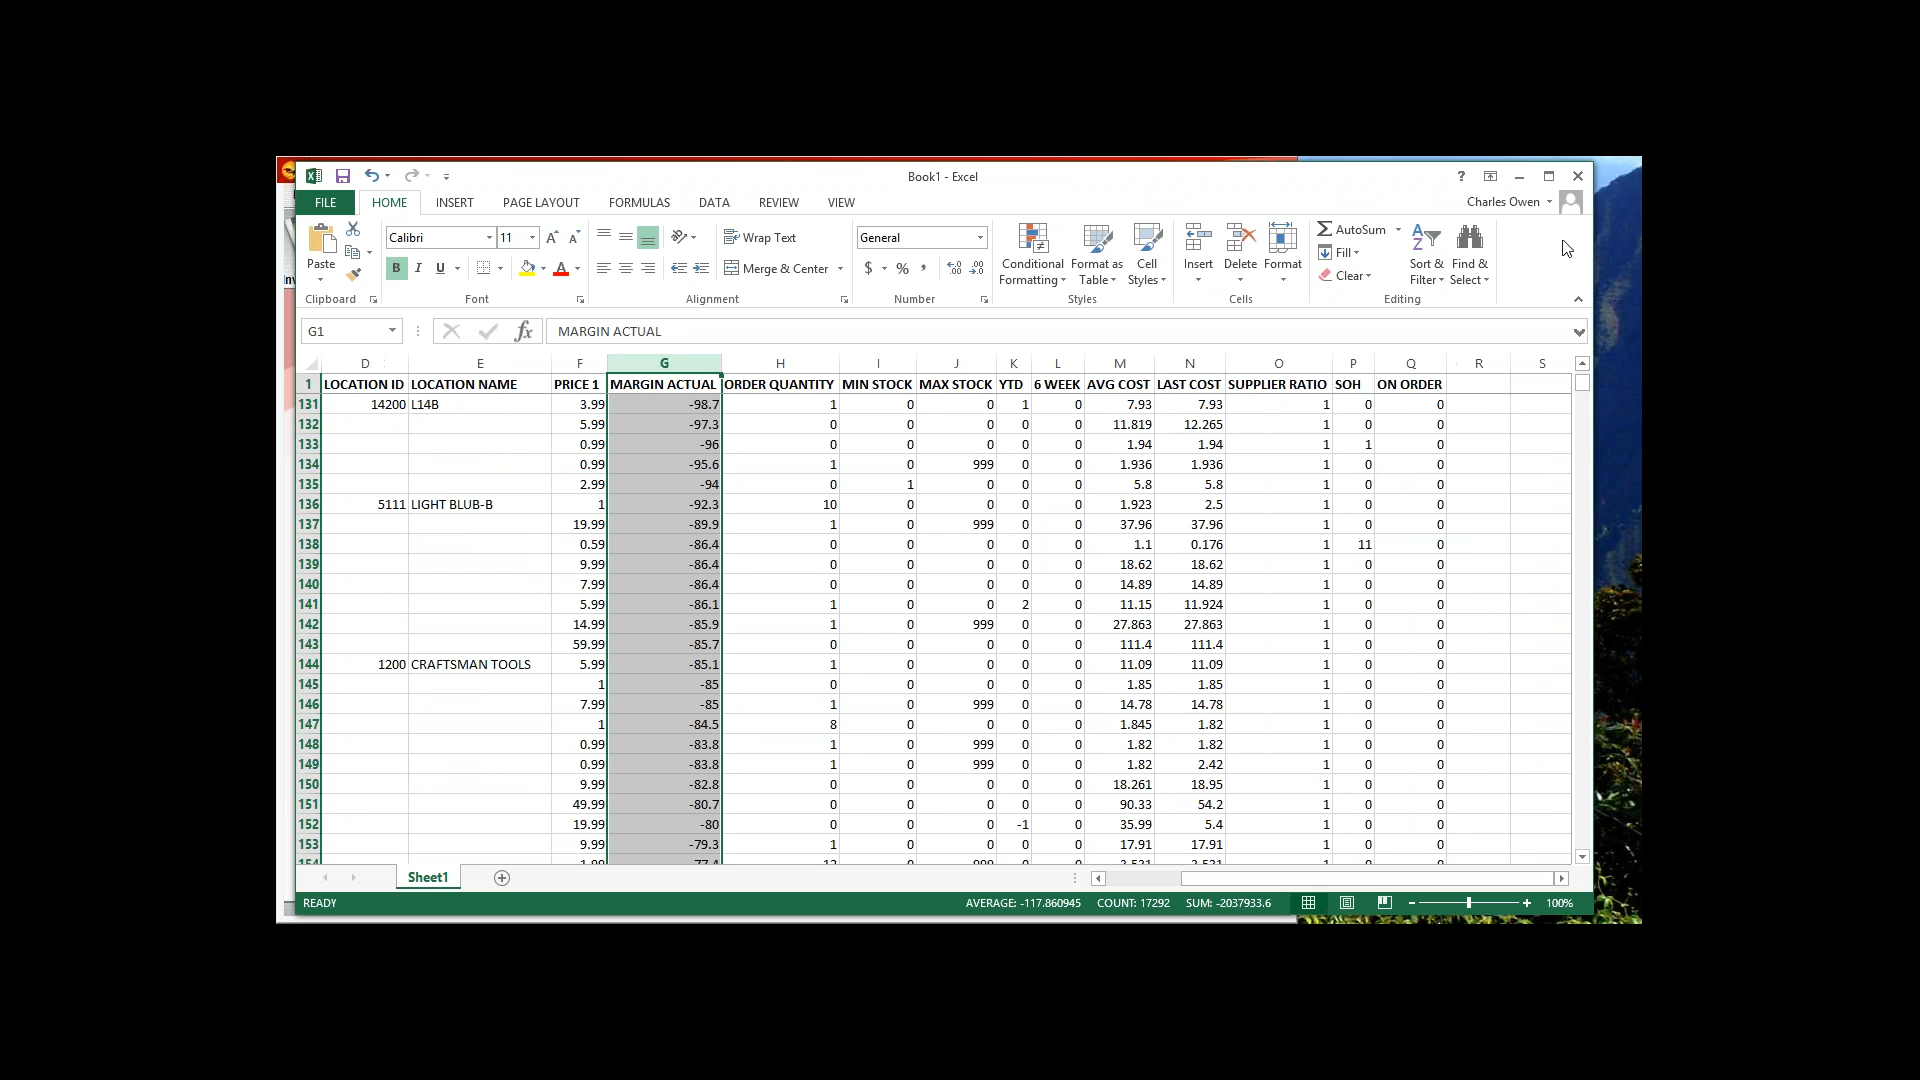 Book1 - Excel
?
FILE HOME INSERT PAGE LAYOUT FORMULAS DATA REVIEW VIEW Charles Owen
Paste Calibri 11 B I U Wrap Text Merge & Center General $ % , Conditional Formatting Format as Table Cell Styles Insert Delete Format AutoSum Fill Clear Sort & Filter Find & Select
Clipboard Font Alignment Number Styles Cells Editing
G1 fx MARGIN ACTUAL
D E F G H I J K L M N O P Q R S
1 LOCATION ID LOCATION NAME PRICE 1 MARGIN ACTUAL ORDER QUANTITY MIN STOCK MAX STOCK YTD 6 WEEK AVG COST LAST COST SUPPLIER RATIO SOH ON ORDER
131 14200 L14B 3.99 -98.7 1 0 0 1 0 7.93 7.93 1 0 0
132 5.99 -97.3 0 0 0 0 0 11.819 12.265 1 0 0
133 0.99 -96 0 0 0 0 0 1.94 1.94 1 1 0
134 0.99 -95.6 1 0 999 0 0 1.936 1.936 1 0 0
135 2.99 -94 0 1 0 0 0 5.8 5.8 1 0 0
136 5111 LIGHT BLUB-B 1 -92.3 10 0 0 0 0 1.923 2.5 1 0 0
137 19.99 -89.9 1 0 999 0 0 37.96 37.96 1 0 0
138 0.59 -86.4 0 0 0 0 0 1.1 0.176 1 11 0
139 9.99 -86.4 0 0 0 0 0 18.62 18.62 1 0 0
140 7.99 -86.4 0 0 0 0 0 14.89 14.89 1 0 0
141 5.99 -86.1 1 0 0 2 0 11.15 11.924 1 0 0
142 14.99 -85.9 1 0 999 0 0 27.863 27.863 1 0 0
143 59.99 -85.7 0 0 0 0 0 111.4 111.4 1 0 0
144 1200 CRAFTSMAN TOOLS 5.99 -85.1 1 0 0 0 0 11.09 11.09 1 0 0
145 1 -85 0 0 0 0 0 1.85 1.85 1 0 0
146 7.99 -85 1 0 999 0 0 14.78 14.78 1 0 0
147 1 -84.5 8 0 0 0 0 1.845 1.82 1 0 0
148 0.99 -83.8 1 0 999 0 0 1.82 1.82 1 0 0
149 0.99 -83.8 1 0 999 0 0 1.82 2.42 1 0 0
150 9.99 -82.8 0 0 0 0 0 18.261 18.95 1 0 0
151 49.99 -80.7 0 0 0 0 0 90.33 54.2 1 0 0
152 19.99 -80 0 0 0 -1 0 35.99 5.4 1 0 0
153 9.99 -79.3 1 0 0 0 0 17.91 17.91 1 0 0
Sheet1
READY AVERAGE: -117.860945 COUNT: 17292 SUM: -2037933.6 100%